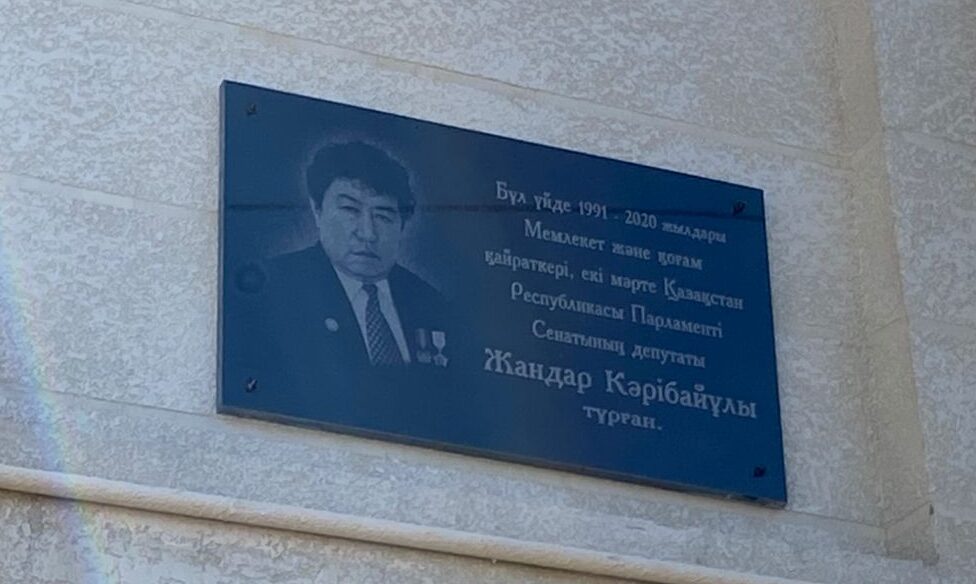 Бұл үйде 1991 - 2020 жылдары
Мемлекет және қоғам
қайраткері, екі мәрте Қазақстан
Республикасы Парламенті
Сенатының депутаты
Жандар Кәрібайұлы
тұрған.